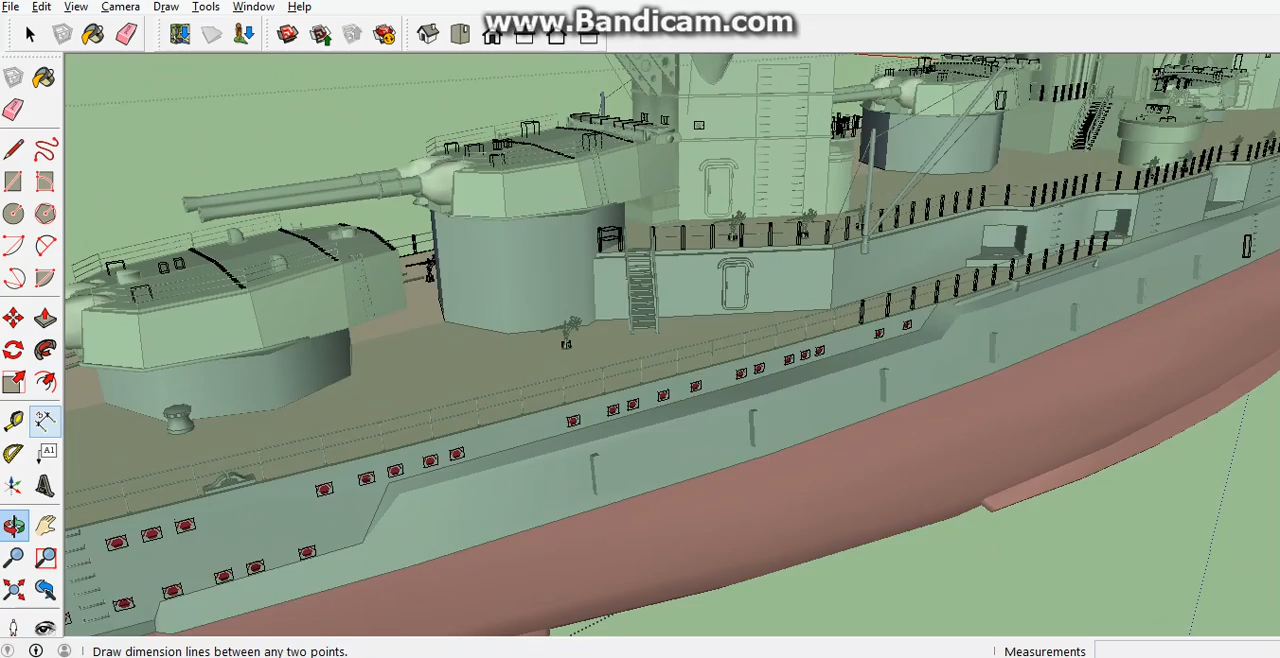 File Edit View Camera Draw Tools Window Help
www.Bandicam.com
A1
Draw dimension lines between any two points.
Measurements